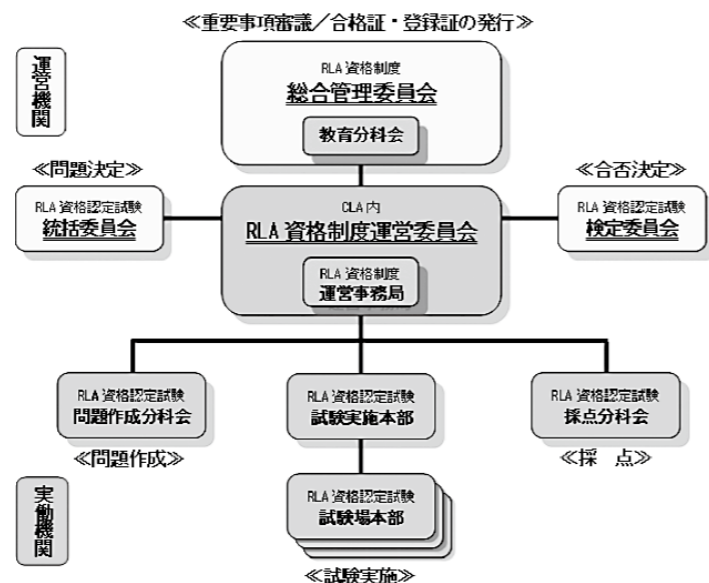 ≪重要事項審議／合格証・登録証の発行≫
運営機関
RLA 資格制度
総合管理委員会
教育分科会
≪問題決定≫
≪合否決定≫
RLA 資格認定試験
統括委員会
CLA 内
RLA 資格制度運営委員会
RLA 資格制度
運営事務局
RLA 資格認定試験
検定委員会
RLA 資格認定試験
問題作成分科会
≪問題作成≫
RLA 資格認定試験
試験実施本部
RLA 資格認定試験
採点分科会
≪採　点≫
実働機関
RLA 資格認定試験
試験場本部
≪試験実施≫